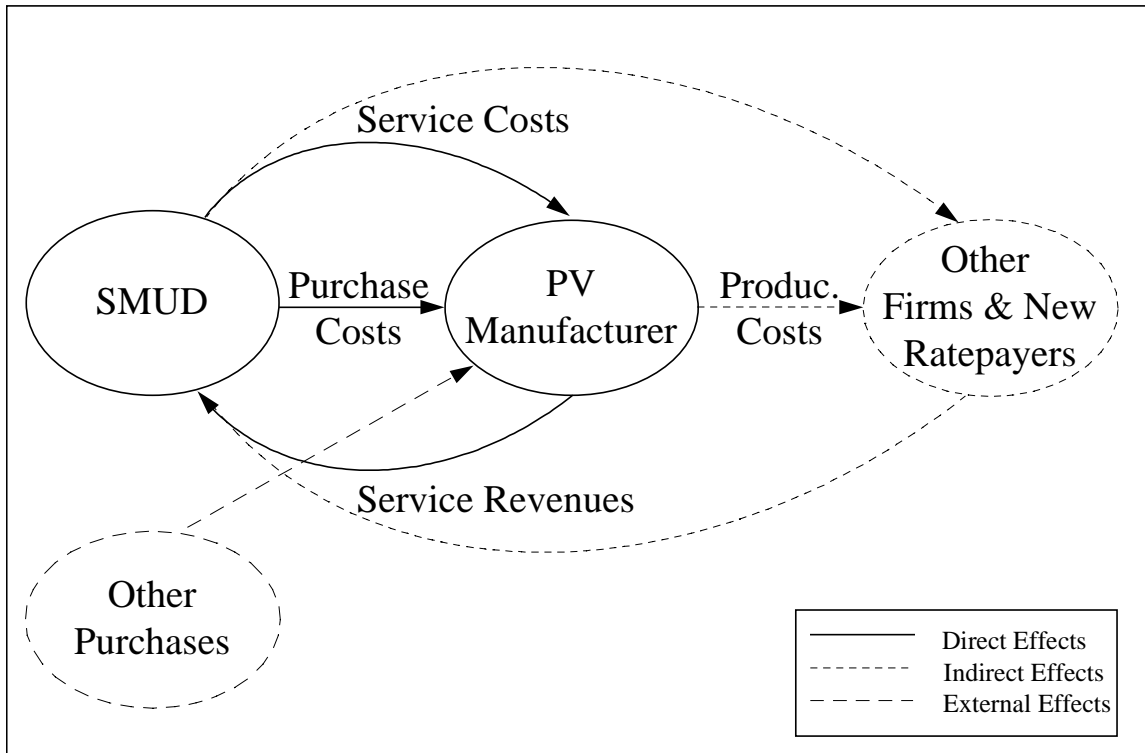 Service Costs
SMUD
Purchase
Costs
PV
Manufacturer
Produc.
Costs
Other
Firms & New
Ratepayers
Service Revenues
Other
Purchases
Direct Effects
Indirect Effects
External Effects